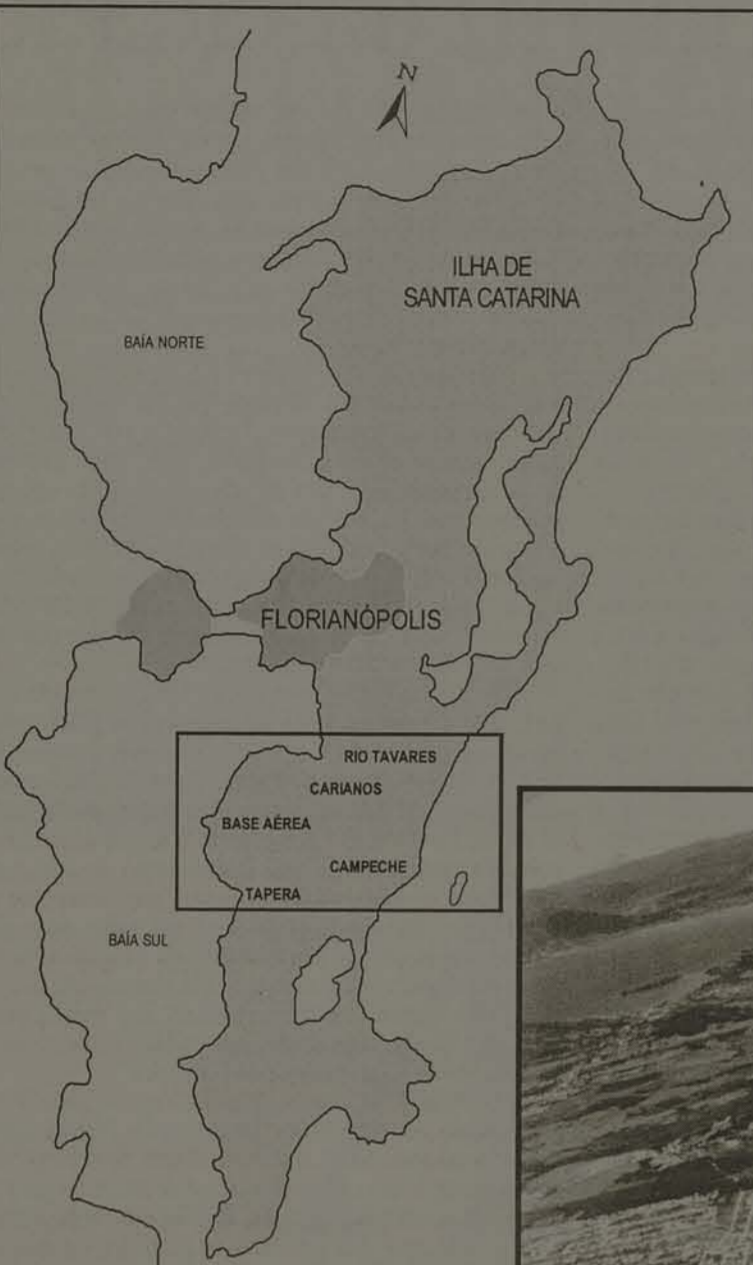 N
ILHA DE
SANTA CATARINA
BAÍA NORTE
FLORIANÓPOLIS
RIO TAVARES
CARIANOS
BASE AÉREA
CAMPECHE
TAPERA
BAÍA SUL